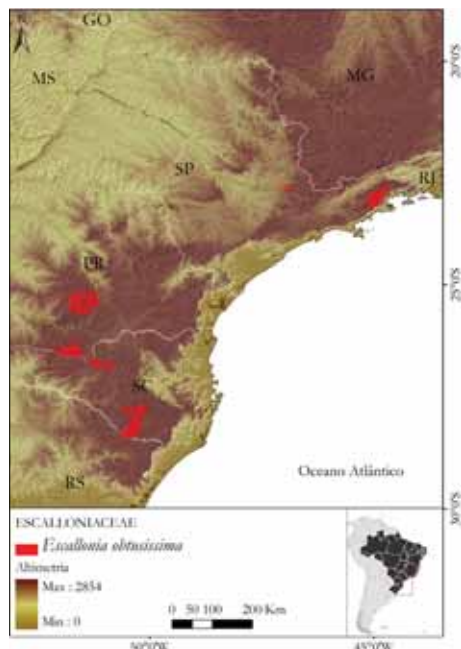 GO
MS
MG
SP
RJ
PR
SC
RS
Oceano Atlântico
20°0'S
25°0'S
30°0'S
ESCALLONIACEAE
Escallonia obtusissima
Altimetria
Max : 2854
Min : 0
0 50 100 200 Km
50°0'W
45°0'W